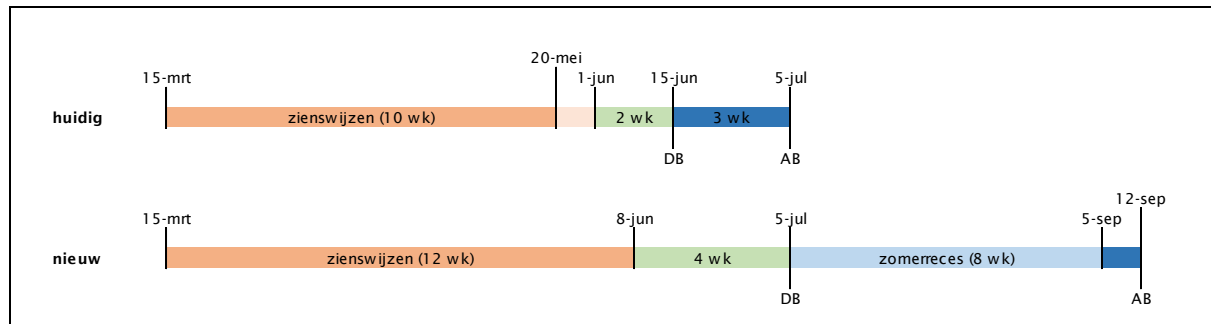 20-mei
15-mrt 1-jun 15-jun 5-jul
huidig zienswijzen (10 wk) 2 wk 3 wk
DB AB
12-sep
15-mrt 8-jun 5-jul 5-sep
nieuw zienswijzen (12 wk) 4 wk zomerreces (8 wk)
DB AB